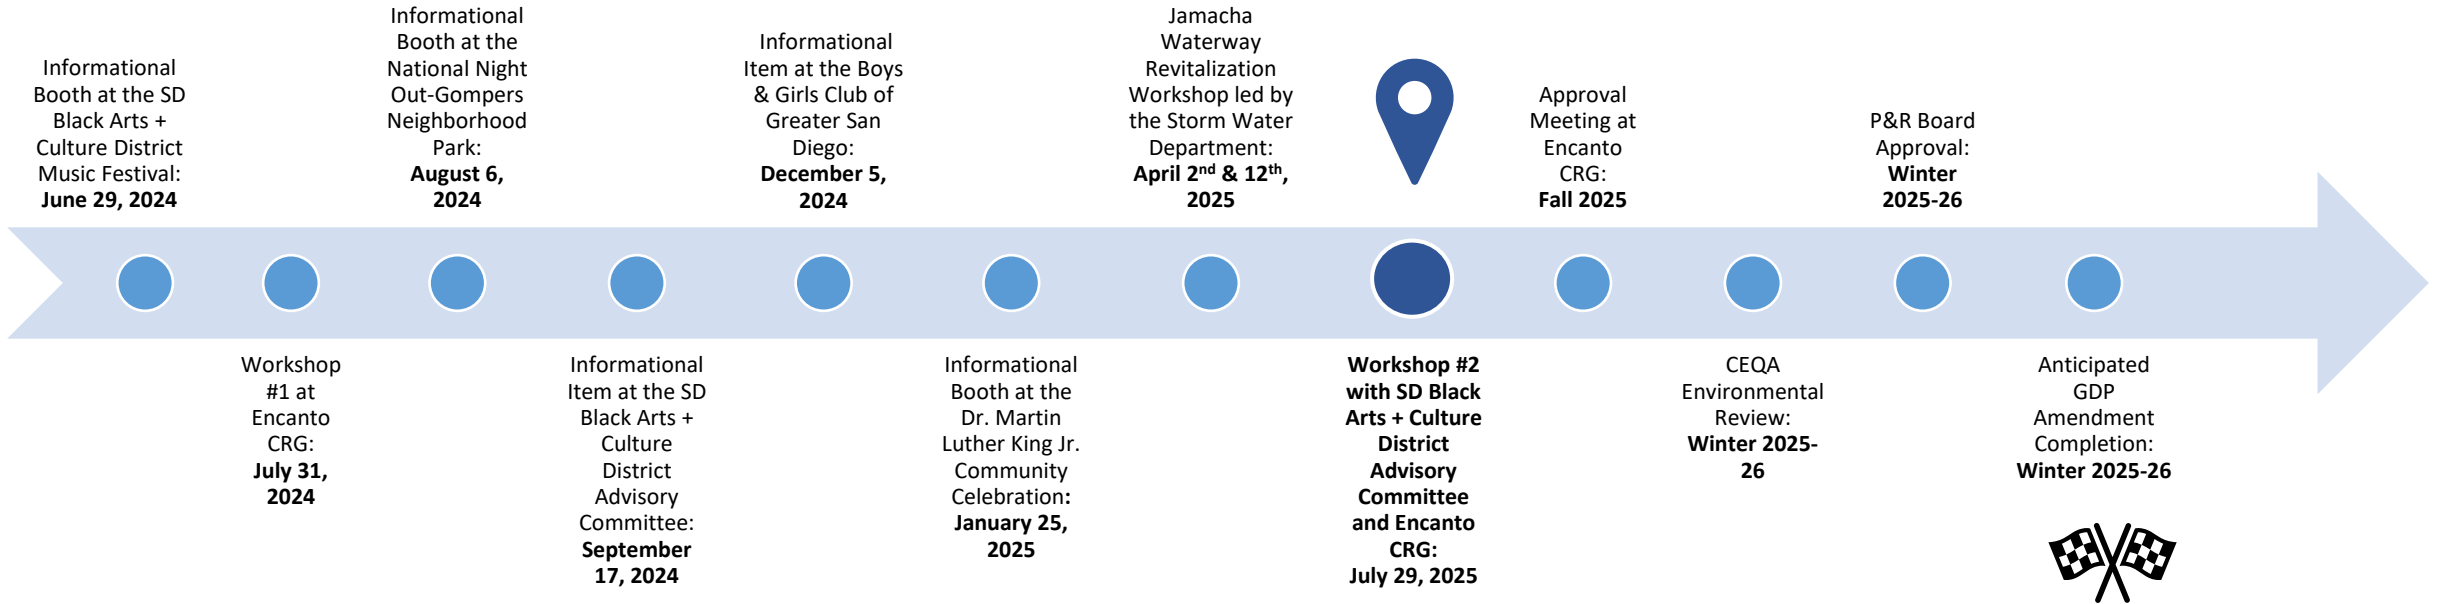 Informational
Booth at the SD
Black Arts +
Culture District
Music Festival:
June 29, 2024
Workshop
#1 at
Encanto
CRG:
July 31,
2024
Informational
Booth at the
National Night
Out-Gompers
Neighborhood
Park:
August 6,
2024
Informational
Item at the SD
Black Arts +
Culture
District
Advisory
Committee:
September
17, 2024
Informational
Item at the Boys
& Girls Club of
Greater San
Diego:
December 5,
2024
Informational
Booth at the
Dr. Martin
Luther King Jr.
Community
Celebration:
January 25,
2025
Jamacha
Waterway
Revitalization
Workshop led by
the Storm Water
Department:
April 2nd & 12th,
2025
Workshop #2
with SD Black
Arts + Culture
District
Advisory
Committee
and Encanto
CRG:
July 29, 2025
Approval
Meeting at
Encanto
CRG:
Fall 2025
CEQA
Environmental
Review:
Winter 2025-
26
P&R Board
Approval:
Winter
2025-26
Anticipated
GDP
Amendment
Completion:
Winter 2025-26